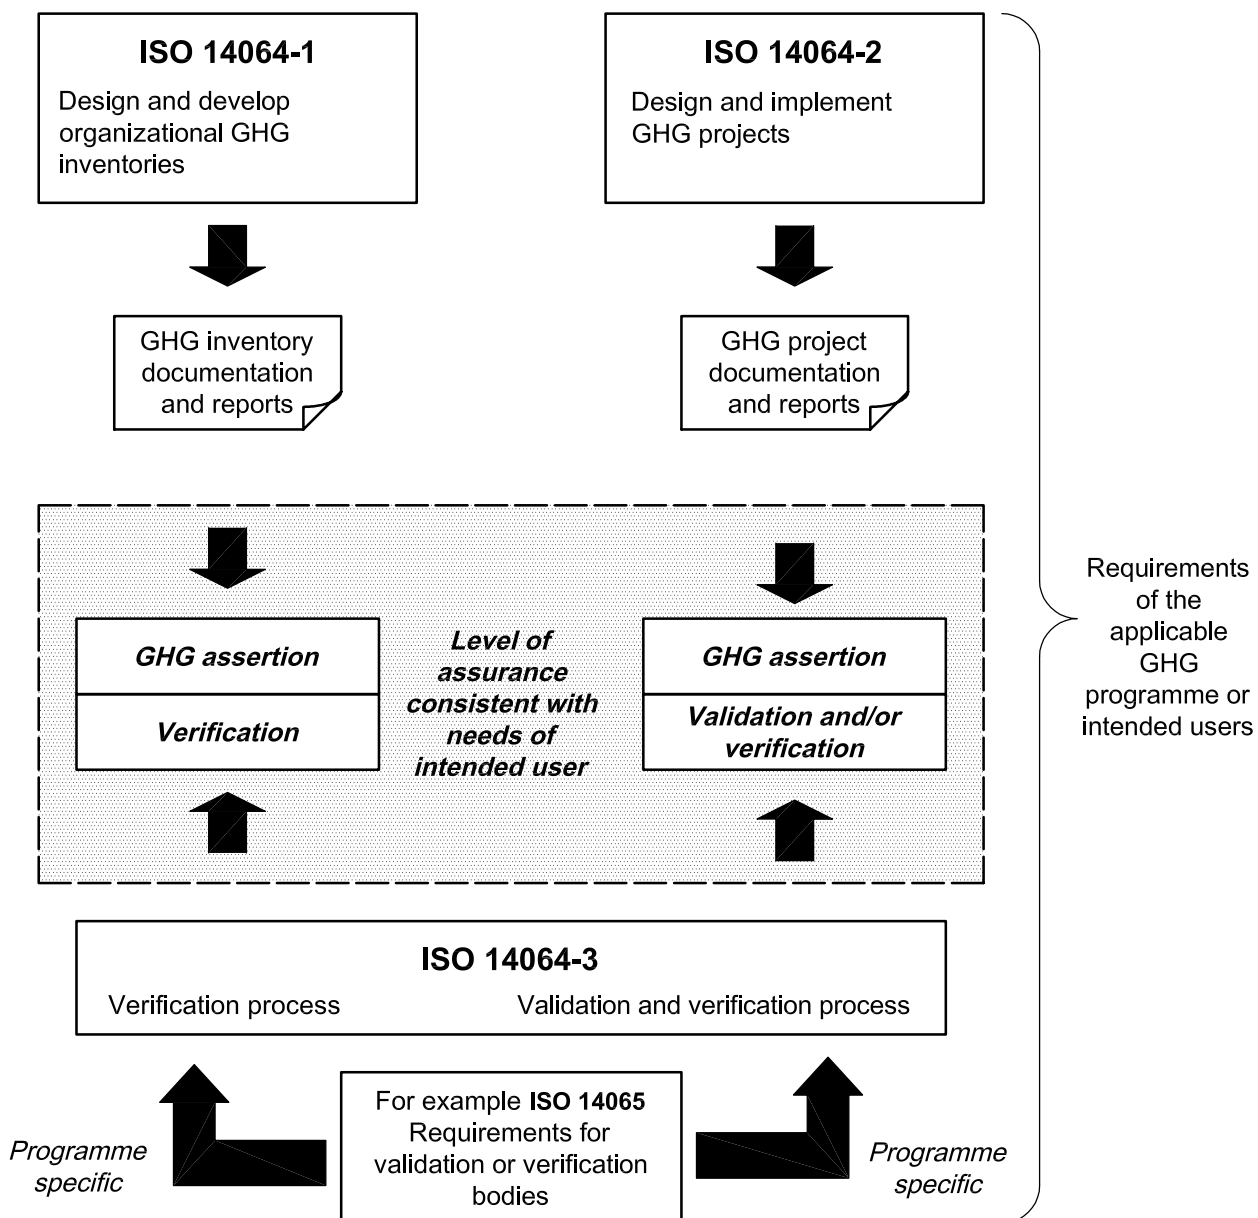 ISO 14064-1
Design and develop
organizational GHG
inventories
ISO 14064-2
Design and implement
GHG projects
GHG inventory
documentation
and reports
GHG project
documentation
and reports
GHG assertion
Verification
Level of
assurance
consistent with
needs of
intended user
GHG assertion
Validation and/or
verification
Requirements
of the
applicable
GHG
programme or
intended users
ISO 14064-3
Verification process
Validation and verification process
Programme
specific
For example ISO 14065
Requirements for
validation or verification
bodies
Programme
specific